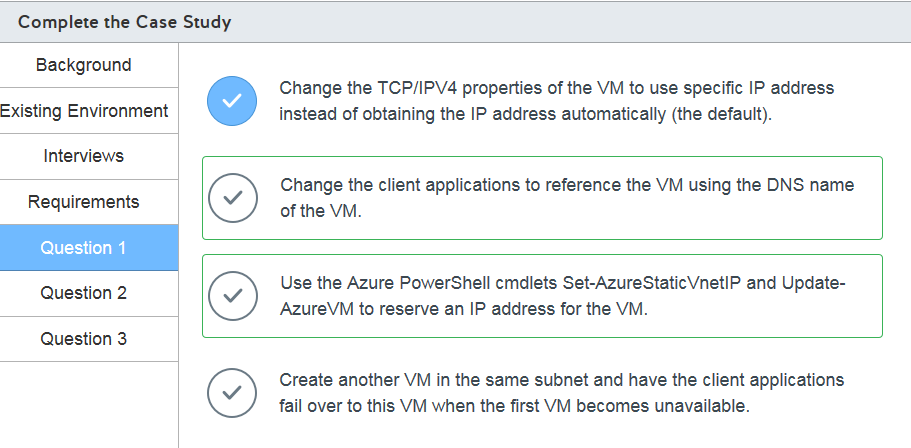 Complete the Case Study
Background
Existing Environment
Interviews
Requirements
Question 1
Question 2
Question 3
Change the TCP/IPV4 properties of the VM to use specific IP address
instead of obtaining the IP address automatically (the default).
Change the client applications to reference the VM using the DNS name
of the VM.
Use the Azure PowerShell cmdlets Set-AzureStaticVnetIP and Update-
AzureVM to reserve an IP address for the VM.
Create another VM in the same subnet and have the client applications
fail over to this VM when the first VM becomes unavailable.